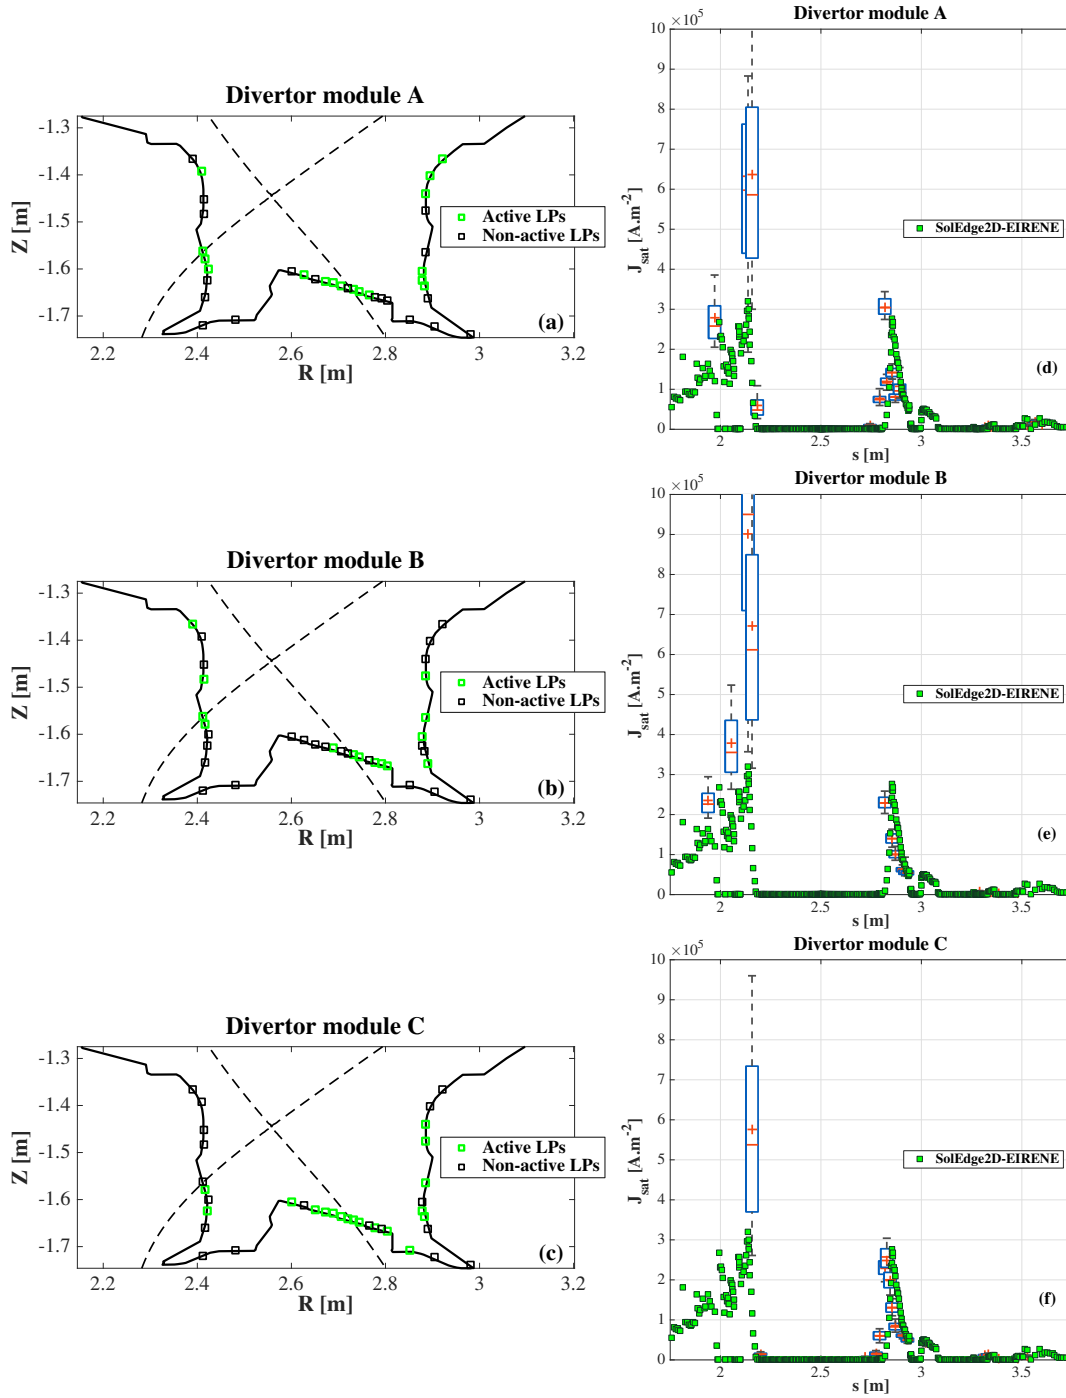 Divertor module A
Z [m]
-1.3
-1.4
-1.5
-1.6
-1.7
2.2
2.4
2.6
2.8
3
3.2
R [m]
Active LPs
Non-active LPs
(a)
Divertor module A
×10⁵
J_sat [A.m⁻²]
10
9
8
7
6
5
4
3
2
1
0
2
2.5
3
3.5
s [m]
SolEdge2D-EIRENE
(d)
Divertor module B
Z [m]
-1.3
-1.4
-1.5
-1.6
-1.7
2.2
2.4
2.6
2.8
3
3.2
R [m]
Active LPs
Non-active LPs
(b)
Divertor module B
×10⁵
J_sat [A.m⁻²]
10
9
8
7
6
5
4
3
2
1
0
2
2.5
3
3.5
s [m]
SolEdge2D-EIRENE
(e)
Divertor module C
Z [m]
-1.3
-1.4
-1.5
-1.6
-1.7
2.2
2.4
2.6
2.8
3
3.2
R [m]
Active LPs
Non-active LPs
(c)
Divertor module C
×10⁵
J_sat [A.m⁻²]
10
9
8
7
6
5
4
3
2
1
0
2
2.5
3
3.5
s [m]
SolEdge2D-EIRENE
(f)